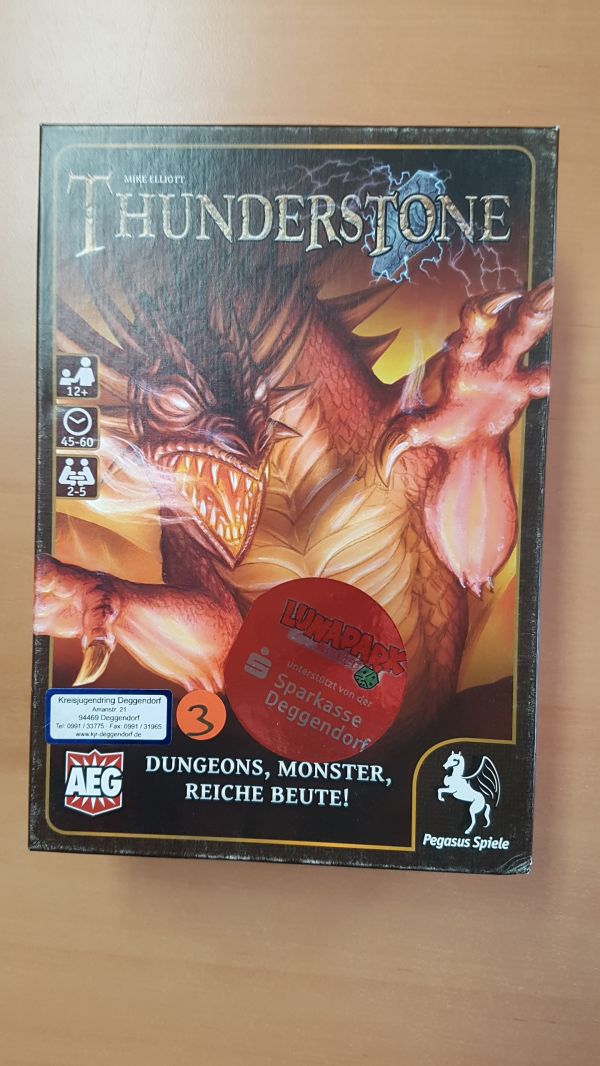 MIKE ELLIOTT
THUNDERSTONE
12+
45-60
2-5
LUNAPARK
unterstützt von der
Sparkasse
Deggendorf
Kreisjugendring Deggendorf
Amanstr. 21
94469 Deggendorf
Tel: 0991 / 33775 · Fax: 0991 / 31965
www.kjr-deggendorf.de
3
AEG
DUNGEONS, MONSTER,
REICHE BEUTE!
Pegasus Spiele